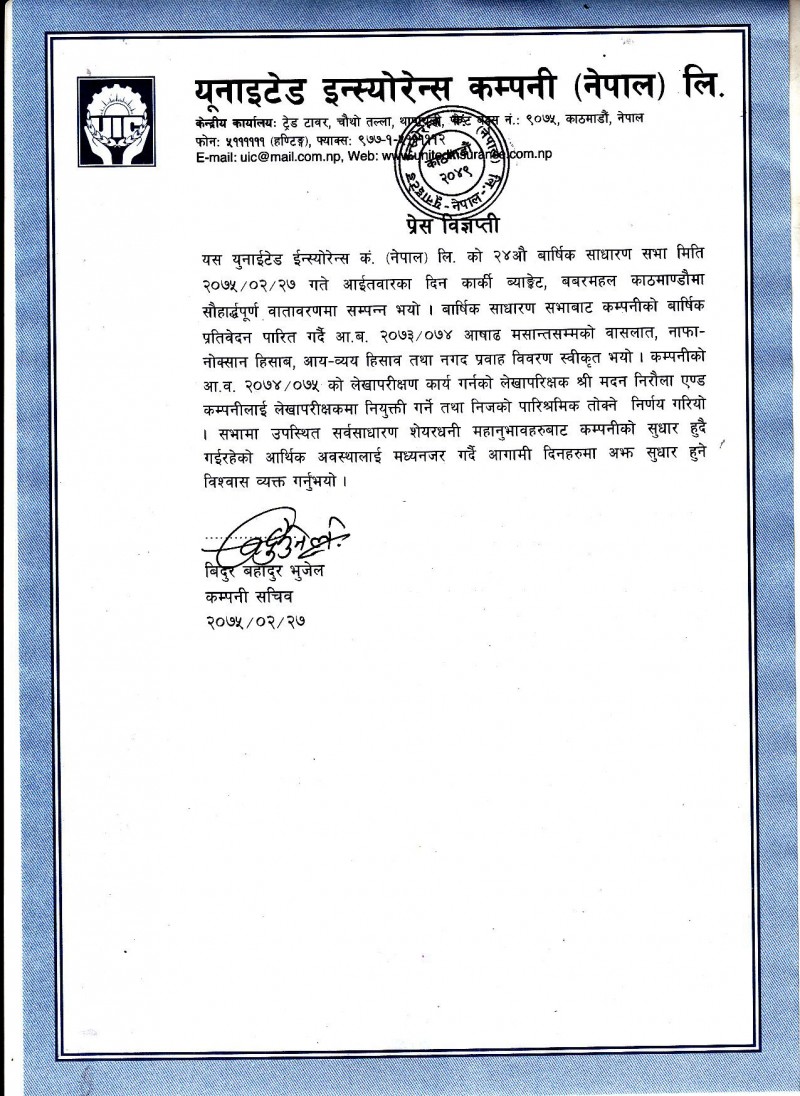 UIC
यूनाइटेड इन्स्योरेन्स कम्पनी (नेपाल) लि.
केन्द्रीय कार्यालयः ट्रेड टावर, चौथो तल्ला, थापाथली, पोष्ट बक्स नं.: ९०७५, काठमाडौं, नेपाल
फोन: ५१११११११ (हण्टिङ्ग), फ्याक्स: ९७७-१-५१११११२
E-mail: uic@mail.com.np, Web: www.unitedinsurance.com.np
काठमाडौं
२०४९
प्रेस विज्ञप्ती
यस युनाईटेड ईन्स्योरेन्स कं. (नेपाल) लि. को २४औ बार्षिक साधारण सभा मिति
२०७५/०२/२७ गते आईतवारका दिन कार्की ब्याङ्केट, बबरमहल काठमाण्डौमा
सौहार्द्धपूर्ण वातावरणमा सम्पन्न भयो । बार्षिक साधारण सभाबाट कम्पनीको बार्षिक
प्रतिवेदन पारित गर्दै आ.ब. २०७३/०७४ आषाढ मसान्तसम्मको वासलात, नाफा-
नोक्सान हिसाब, आय-व्यय हिसाव तथा नगद प्रवाह विवरण स्वीकृत भयो । कम्पनीको
आ.व. २०७४/०७५ को लेखापरीक्षण कार्य गर्नको लेखापरिक्षक श्री मदन निरौला एण्ड
कम्पनीलाई लेखापरीक्षकमा नियुक्ती गर्ने तथा निजको पारिश्रमिक तोक्ने निर्णय गरियो
। सभामा उपस्थित सर्वसाधारण शेयरधनी महानुभावहरुबाट कम्पनीको सुधार हुदै
गईरहेको आर्थिक अवस्थालाई मध्यनजर गर्दै आगामी दिनहरुमा अझ सुधार हुने
विश्वास व्यक्त गर्नुभयो ।
बिदुर बहादुर भुजेल
कम्पनी सचिव
२०७५/०२/२७